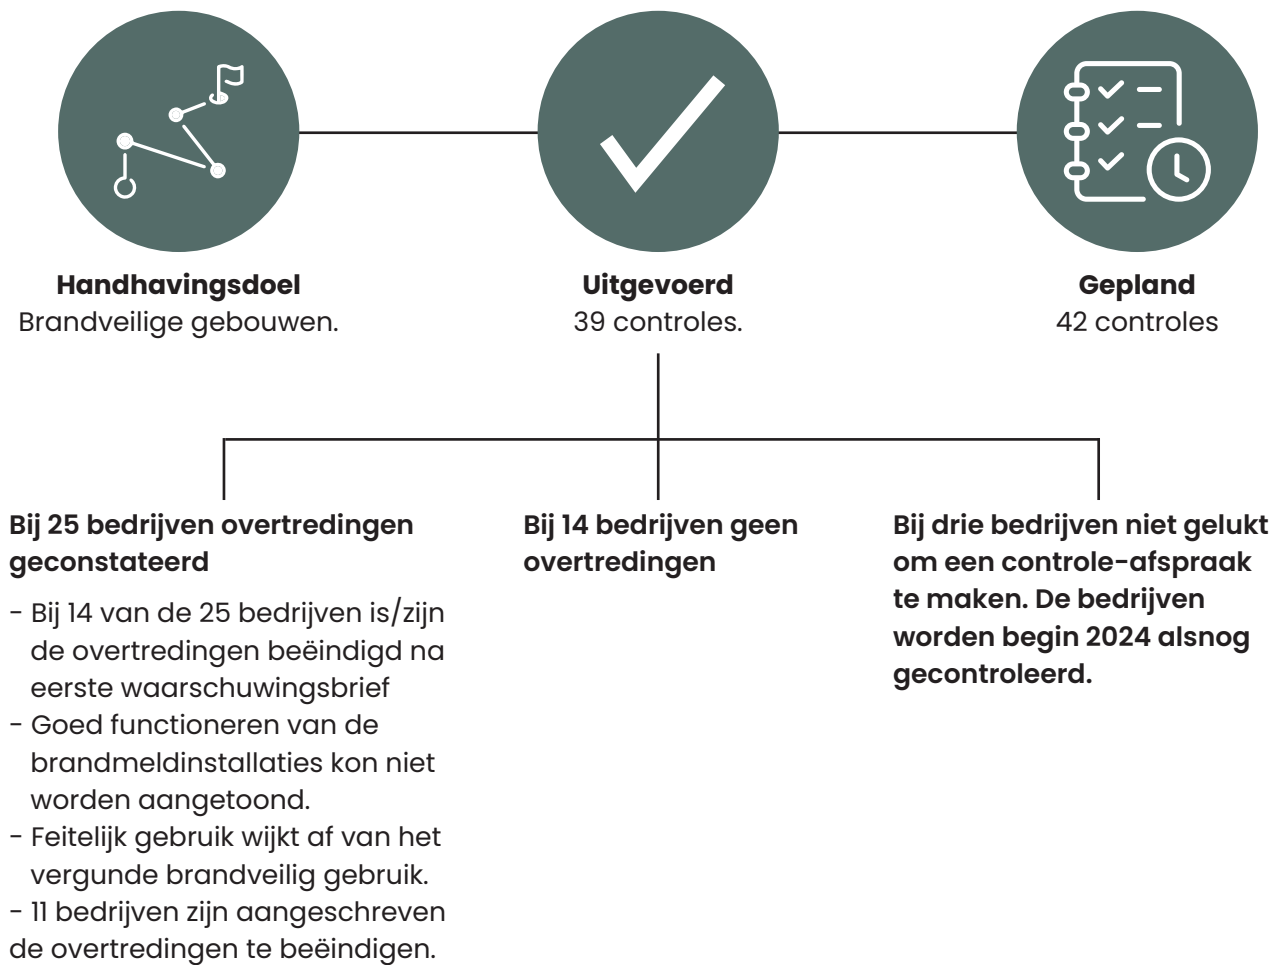 Handhavingsdoel
Brandveilige gebouwen.
Uitgevoerd
39 controles.
Gepland
42 controles
Bij 25 bedrijven overtredingen
geconstateerd
- Bij 14 van de 25 bedrijven is/zijn
de overtredingen beëindigd na
eerste waarschuwingsbrief
- Goed functioneren van de
brandmeldinstallaties kon niet
worden aangetoond.
- Feitelijk gebruik wijkt af van het
vergunde brandveilig gebruik.
- 11 bedrijven zijn aangeschreven
de overtredingen te beëindigen.
Bij 14 bedrijven geen
overtredingen
Bij drie bedrijven niet gelukt
om een controle-afspraak
te maken. De bedrijven
worden begin 2024 alsnog
gecontroleerd.